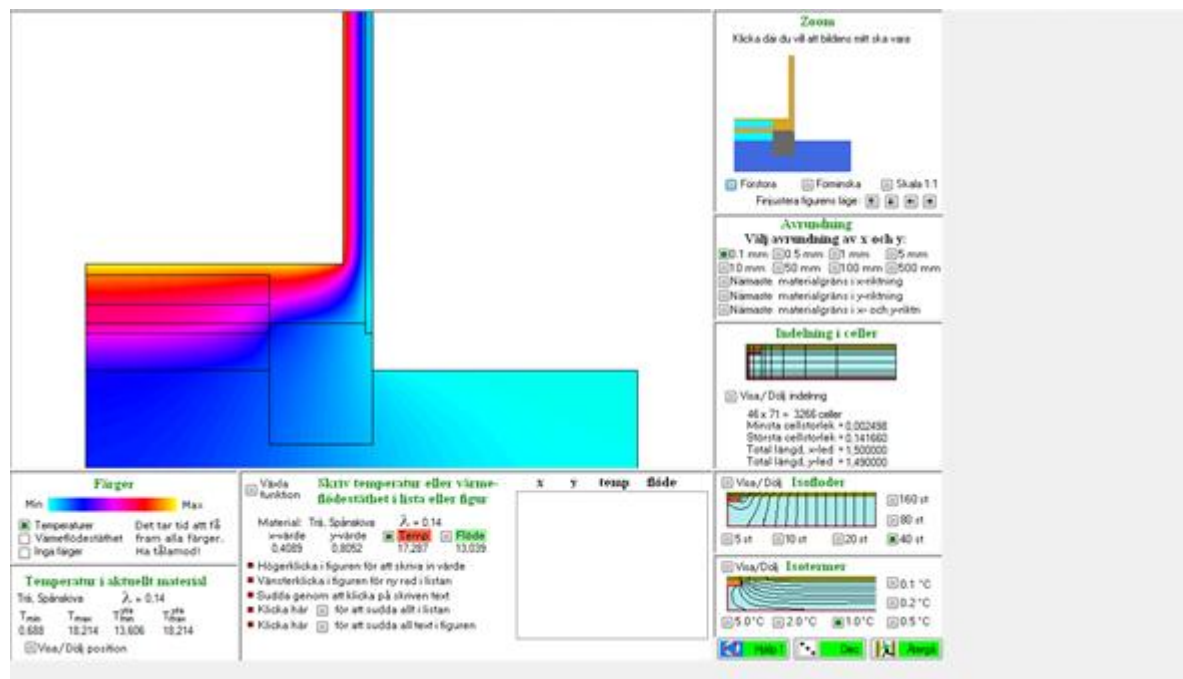 Zoom
Klicka där du vill att bildens mitt ska vara
Förstora Förminska Skala 1:1
Finjustera figurens läge
Avrundning
Välj avrundning av x och y:
0.1 mm 0.5 mm 1 mm 5 mm
10 mm 50 mm 100 mm 500 mm
Närmaste materialgräns i x-riktning
Närmaste materialgräns i y-riktning
Närmaste materialgräns i x- och y-riktn
Indelning i celler
Visa/Dölj indelning
46 x 71 = 3266 celler
Minsta cellstorlek = 0,002498
Största cellstorlek = 0,141660
Total längd, x-led = 1,500000
Total längd, y-led = 1,490000
Färger
Min Max
Temperaturer
Värmeflödestäthet
Inga färger
Det tar tid att få
fram alla färger.
Ha tålamod!
Temperatur i aktuellt material
Trä, Spånskiva λ = 0.14
Tmin Tmax
0.688 18,214 13,606 18,214
Visa/Dölj position
Växla
funktion
Skriv temperatur eller värme-
flödestäthet i lista eller figur
Material: Trä, Spånskiva λ = 0.14
x-värde y-värde Temp Flöde
0,4089 0,8052 17,287 13,039
Högerklicka i figuren för att skriva in värde
Vänsterklicka i figuren för ny rad i listan
Sudda genom att klicka på skriven text
Klicka här för att sudda allt i listan
Klicka här för att sudda all text i figuren
x y temp flöde
Visa/Dölj Isoflöder
160 st
80 st
5 st 10 st 20 st 40 st
Visa/Dölj Isotermer
0.1 °C
0.2 °C
5.0°C 2.0°C 1.0°C 0.5°C
Hjälp !